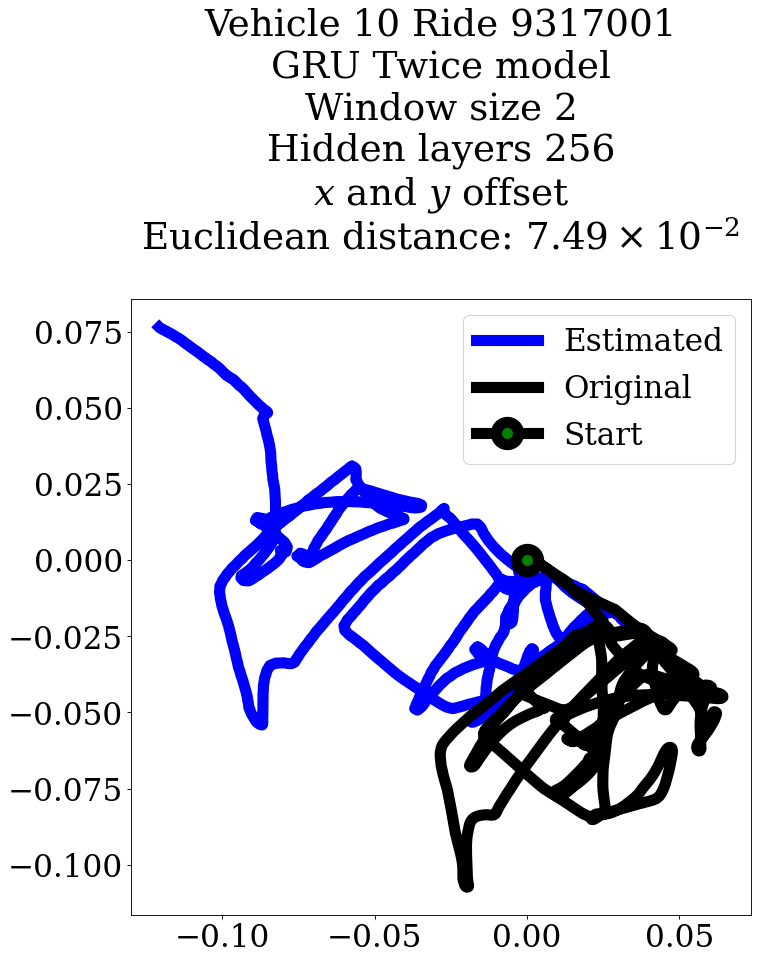 Vehicle 10 Ride 9317001
GRU Twice model
Window size 2
Hidden layers 256
x and y offset
Euclidean distance: 7.49 × 10⁻²
Estimated
Original
Start
0.075
0.050
0.025
0.000
−0.025
−0.050
−0.075
−0.100
−0.10 −0.05 0.00 0.05